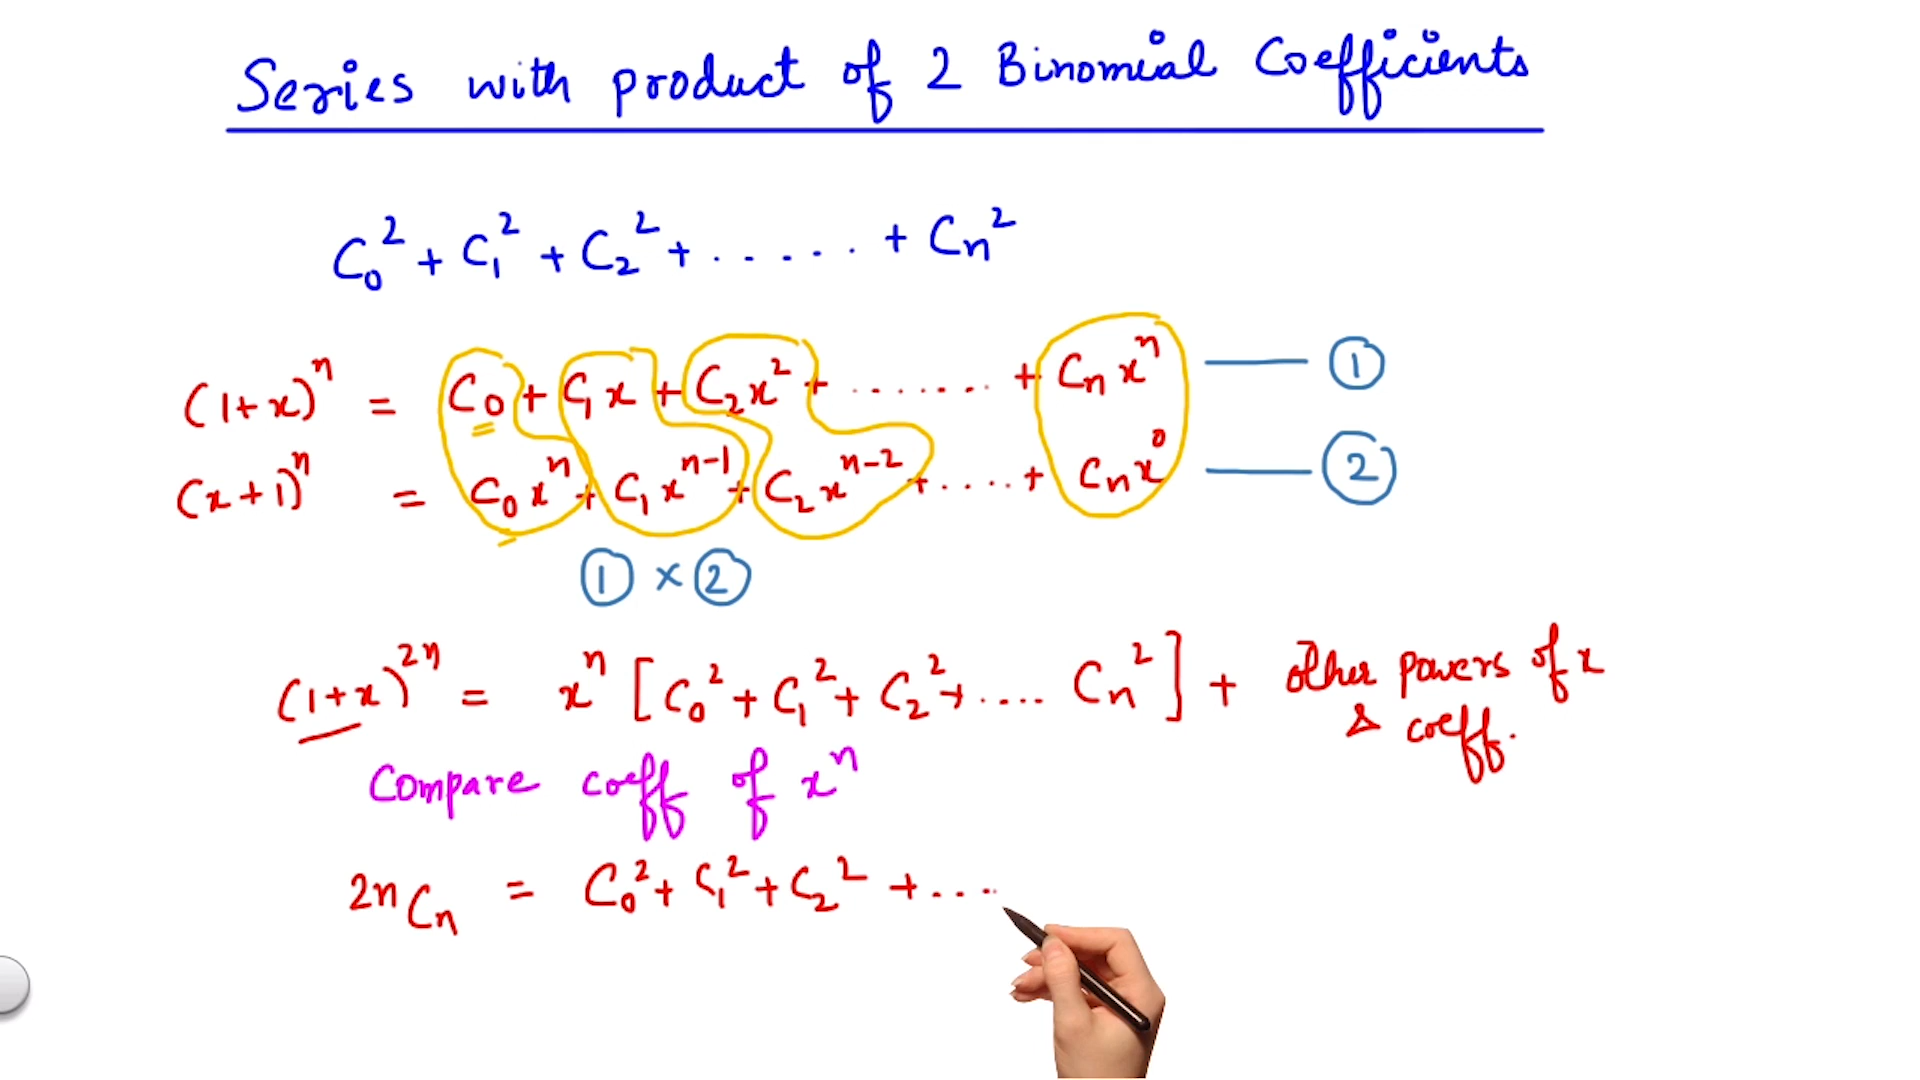 Series with product of 2 Binomial Coefficients
C₀² + C₁² + C₂² + ..... + Cₙ²
(1+x)ⁿ = C₀ + C₁x + C₂x² + ....... + Cₙxⁿ —— ①
(x+1)ⁿ = C₀xⁿ + C₁xⁿ⁻¹ + C₂xⁿ⁻² + .... + Cₙx⁰ —— ②
① × ②
(1+x)²ⁿ = xⁿ [C₀² + C₁² + C₂² + .... Cₙ²] + other powers of x
& coeff.
Compare coeff of xⁿ
2nCₙ = C₀² + C₁² + C₂² + ....